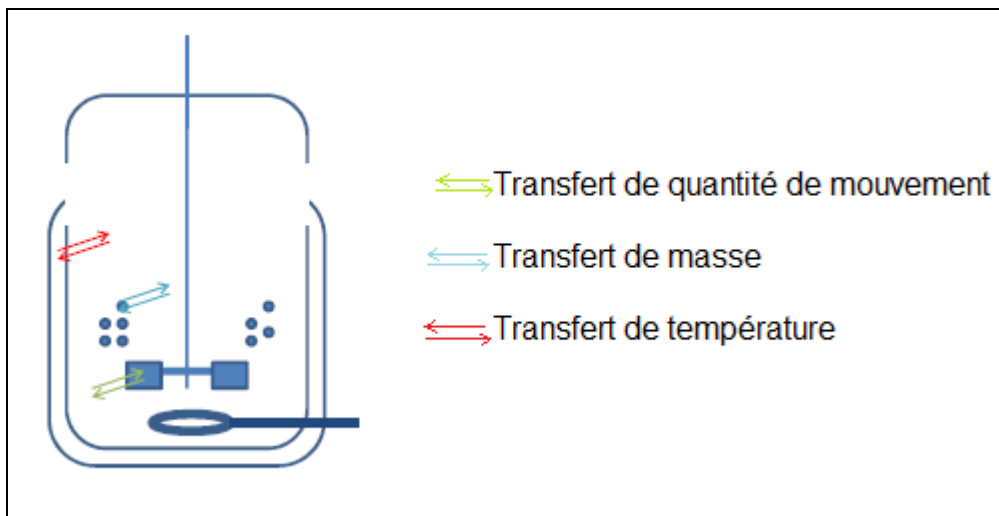 Transfert de quantité de mouvement
Transfert de masse
Transfert de température